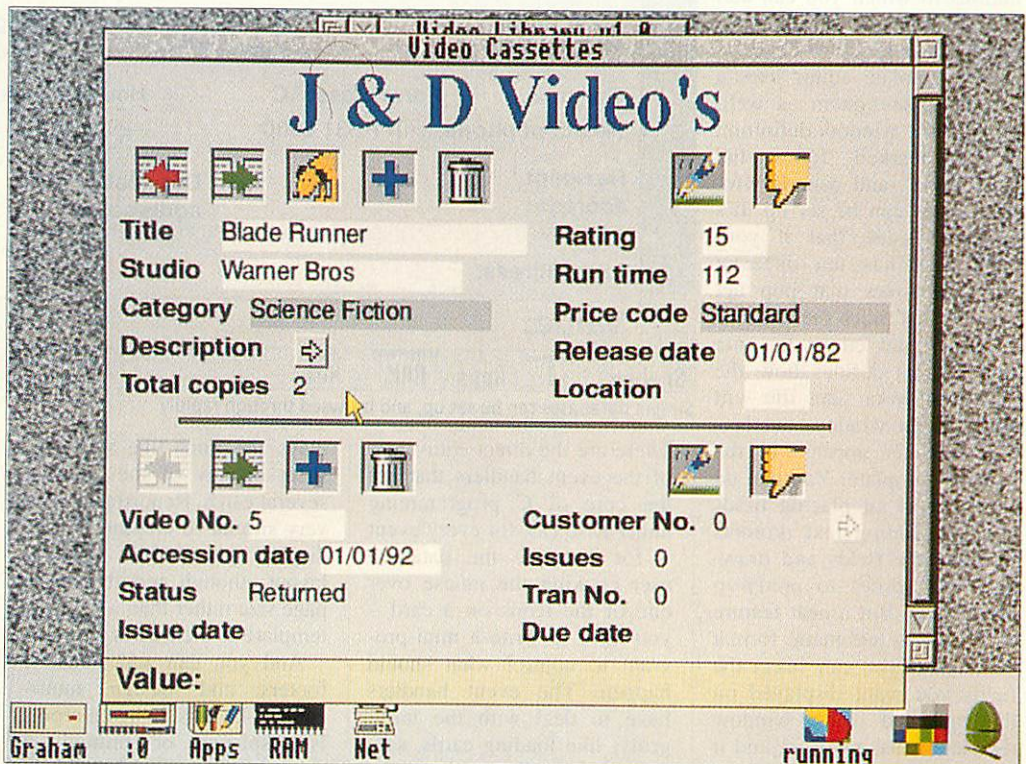 Video Library v1.0
Video Cassettes
J & D Video's
Title Blade Runner
Rating 15
Studio Warner Bros
Run time 112
Category Science Fiction
Price code Standard
Description
Release date 01/01/82
Total copies 2
Location
Video No. 5
Customer No. 0
Accession date 01/01/92
Issues 0
Status Returned
Tran No. 0
Issue date
Due date
Value:
Graham :0 Apps RAM Net running